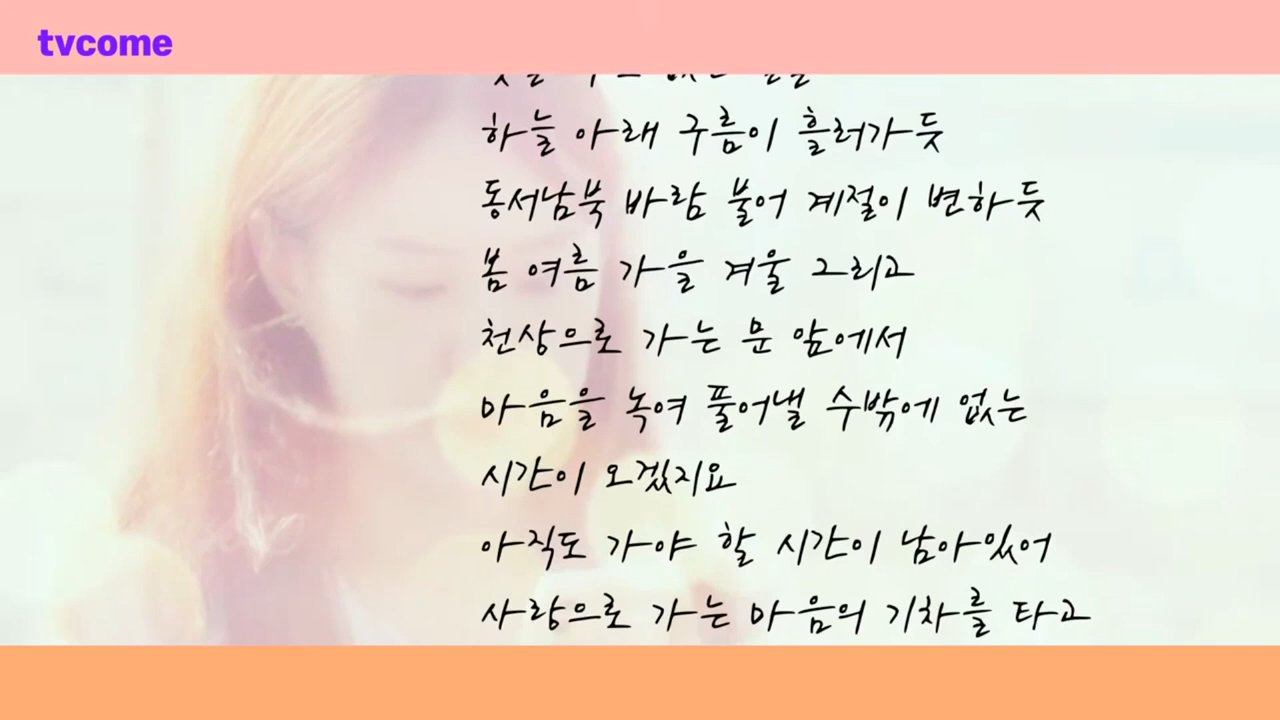 tvcome
하늘 아래 구름이 흘러가듯
동서남북 바람 불어 계절이 변하듯
봄 여름 가을 겨울 그리고
천상으로 가는 문 앞에서
마음을 녹여 풀어낼 수밖에 없는
시간이 오겠지요
아직도 가야 할 시간이 남아있어
사랑으로 가는 마음의 기차를 타고